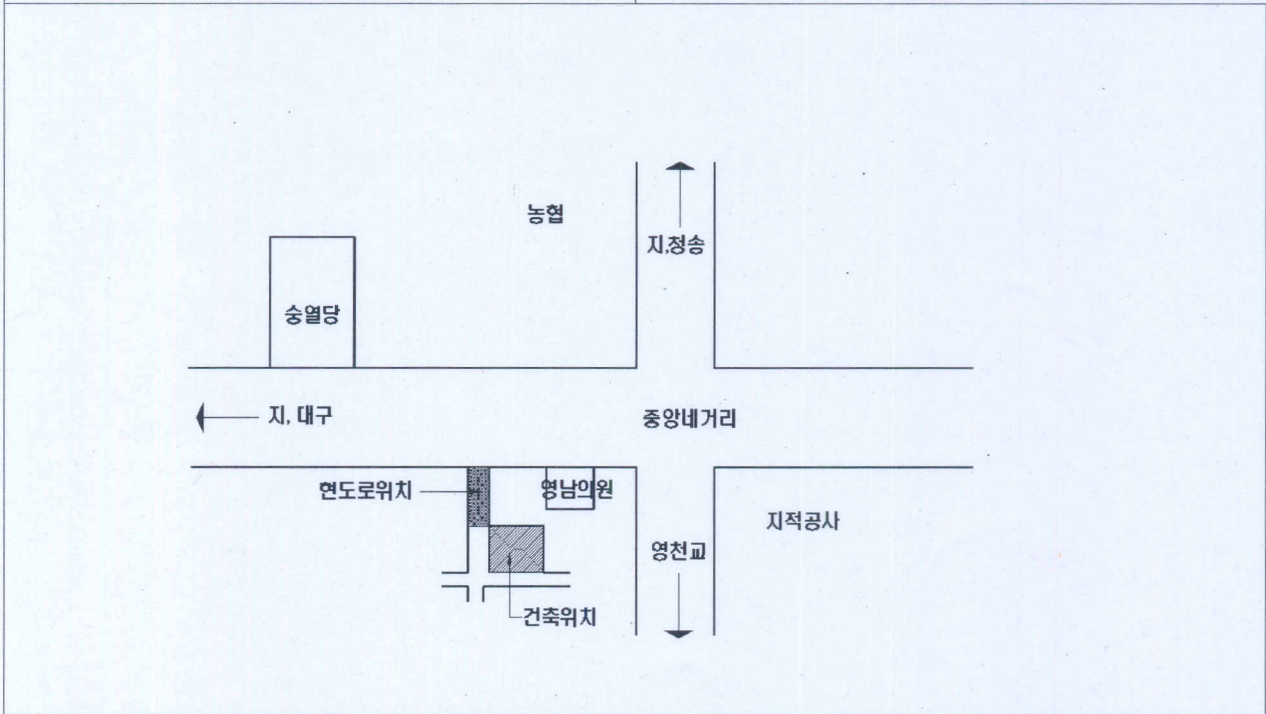 농협
지,청송
숭열당
지, 대구
중앙네거리
현도로위치
영남의원
지적공사
영천교
건축위치